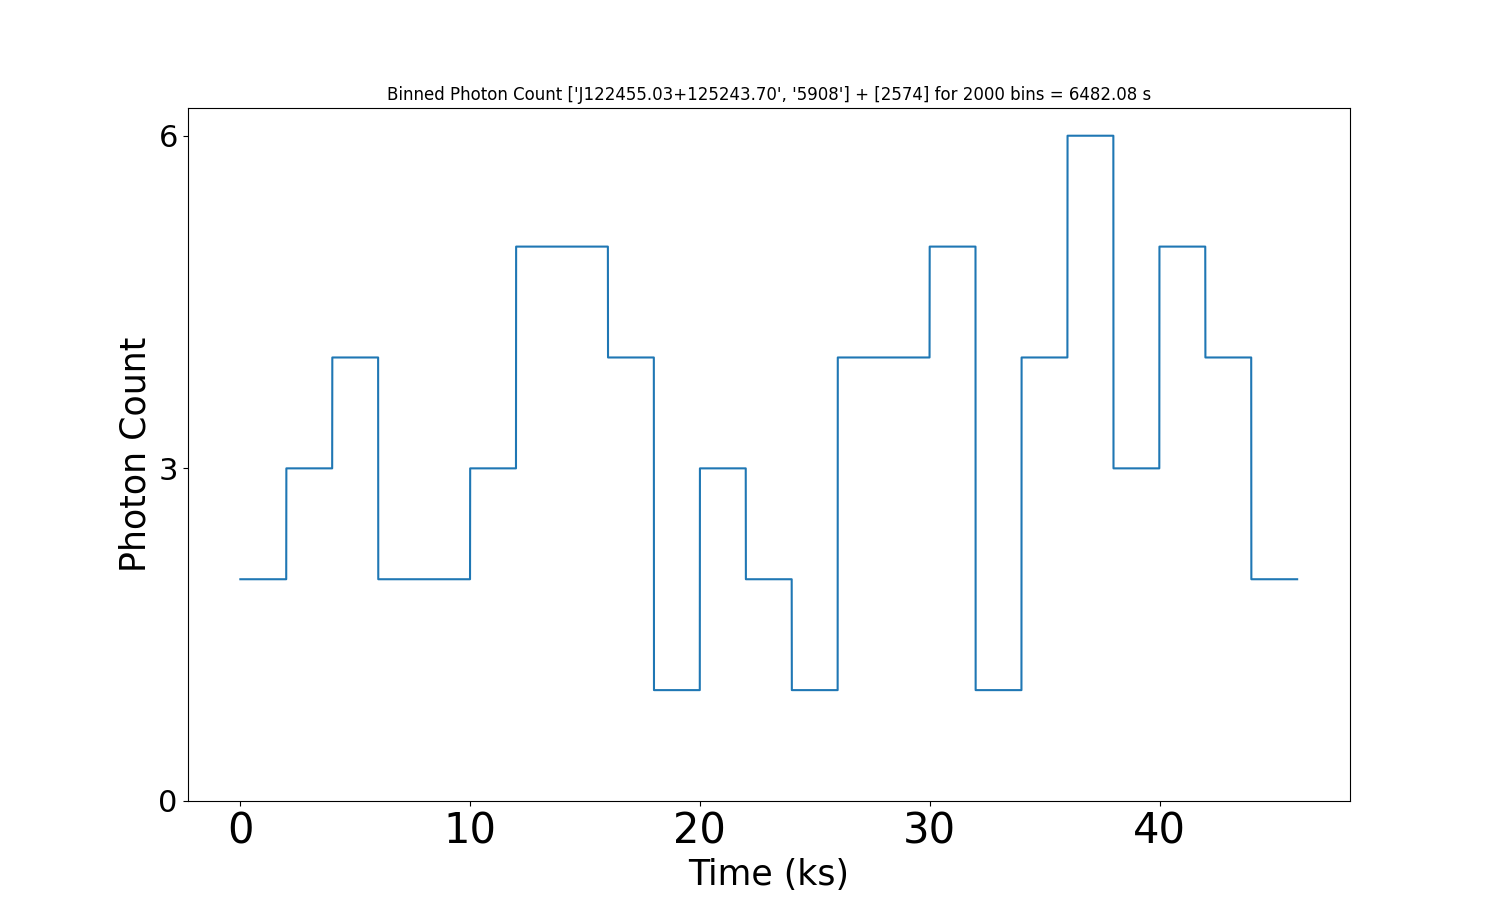 Binned Photon Count ['J122455.03+125243.70', '5908'] + [2574] for 2000 bins = 6482.08 s
6
3
0
Photon Count
0 10 20 30 40
Time (ks)